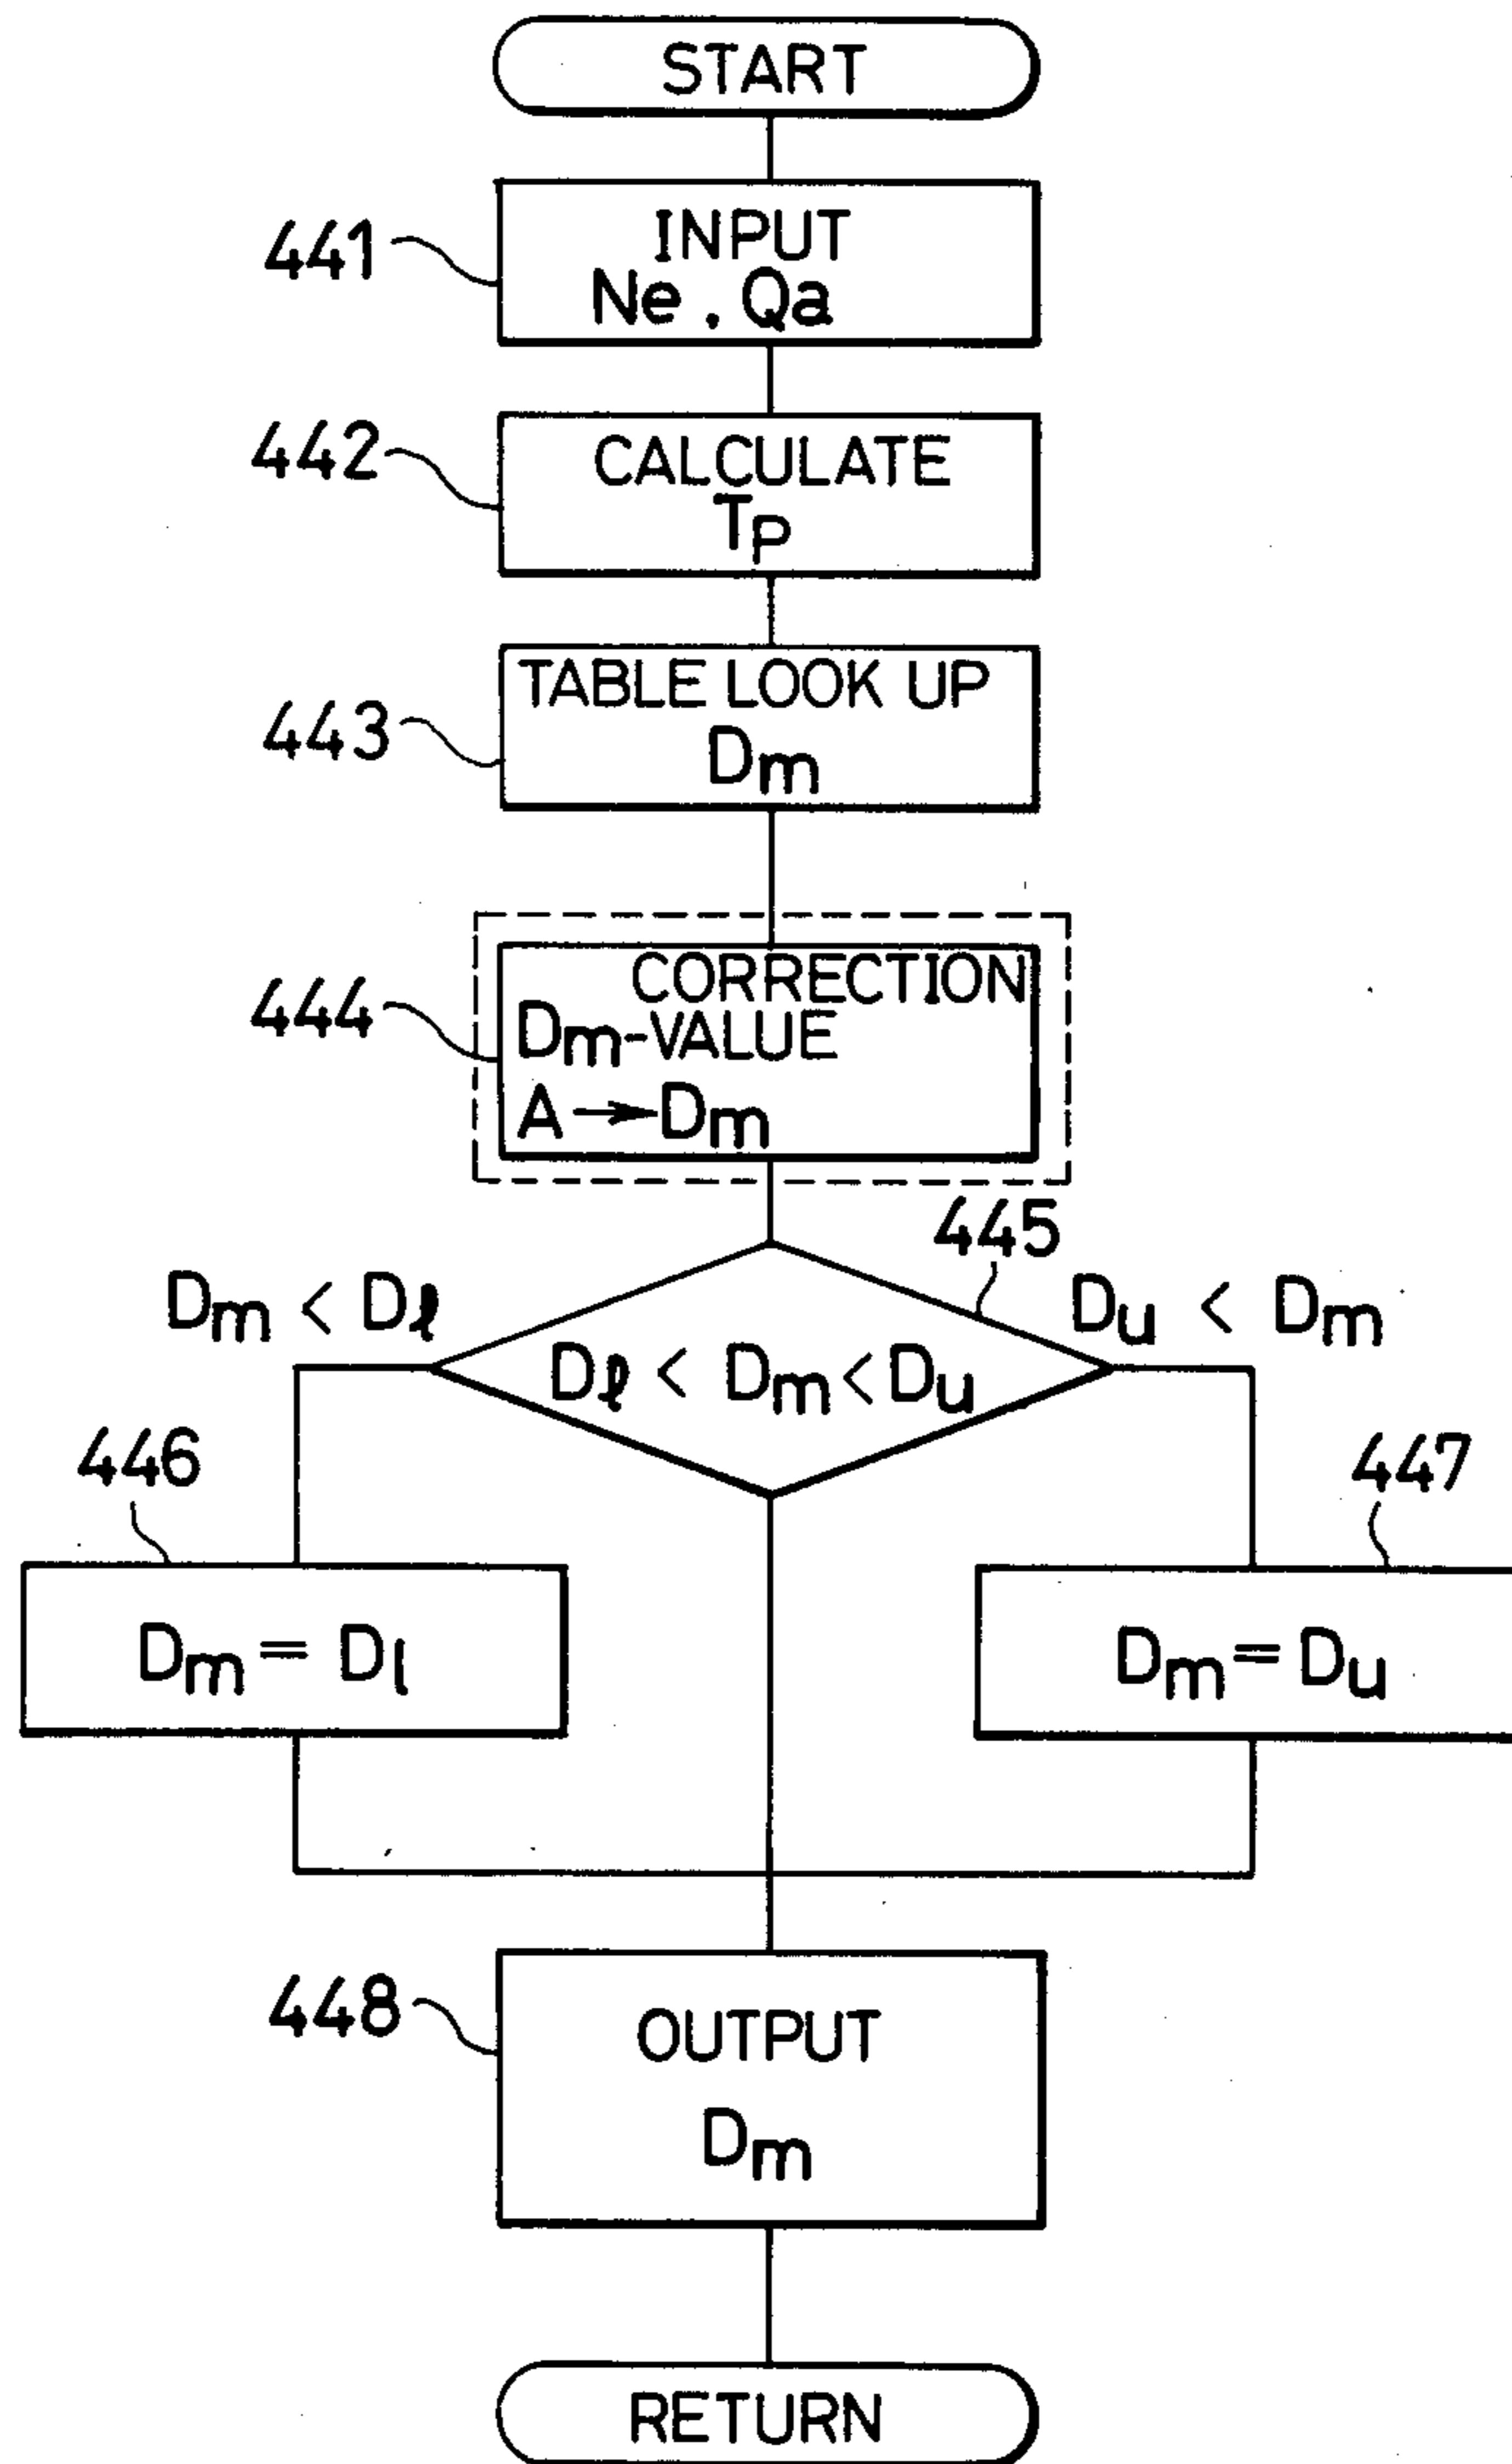 START
441
INPUT
Ne , Qa
442
CALCULATE
TP
443
TABLE LOOK UP
Dm
444
CORRECTION
Dm-VALUE
A → Dm
445
Dm < Dℓ
Dℓ < Dm < Du
Du < Dm
446
Dm = Dl
447
Dm = Du
448
OUTPUT
Dm
RETURN